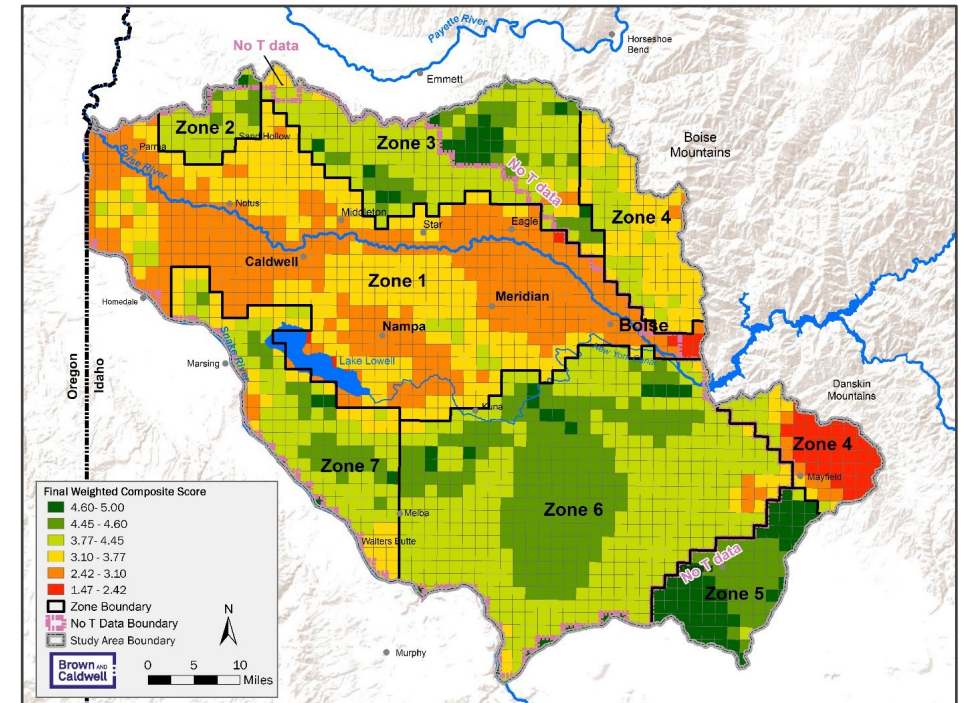 Payette River
Horseshoe
Bend
No T data
Emmett
Zone 2
Sand Hollow
Zone 3
Boise
Mountains
Parma
Boise River
No T data
Notus
Middleton
Star
Eagle
Zone 4
Caldwell
Zone 1
Homedale
Meridian
Nampa
Boise
Snake River
Marsing
Lake Lowell
New York Canal
Oregon
Idaho
Danskin
Mountains
Kuna
Zone 4
Zone 7
Mayfield
Final Weighted Composite Score
4.60- 5.00
4.45 - 4.60
3.77- 4.45
3.10 - 3.77
2.42 - 3.10
1.47 - 2.42
Zone Boundary
No T Data Boundary
Study Area Boundary
N
Brown AND
Caldwell
0 5 10
Miles
Melba
Zone 6
Walters Butte
No T data
Zone 5
Murphy